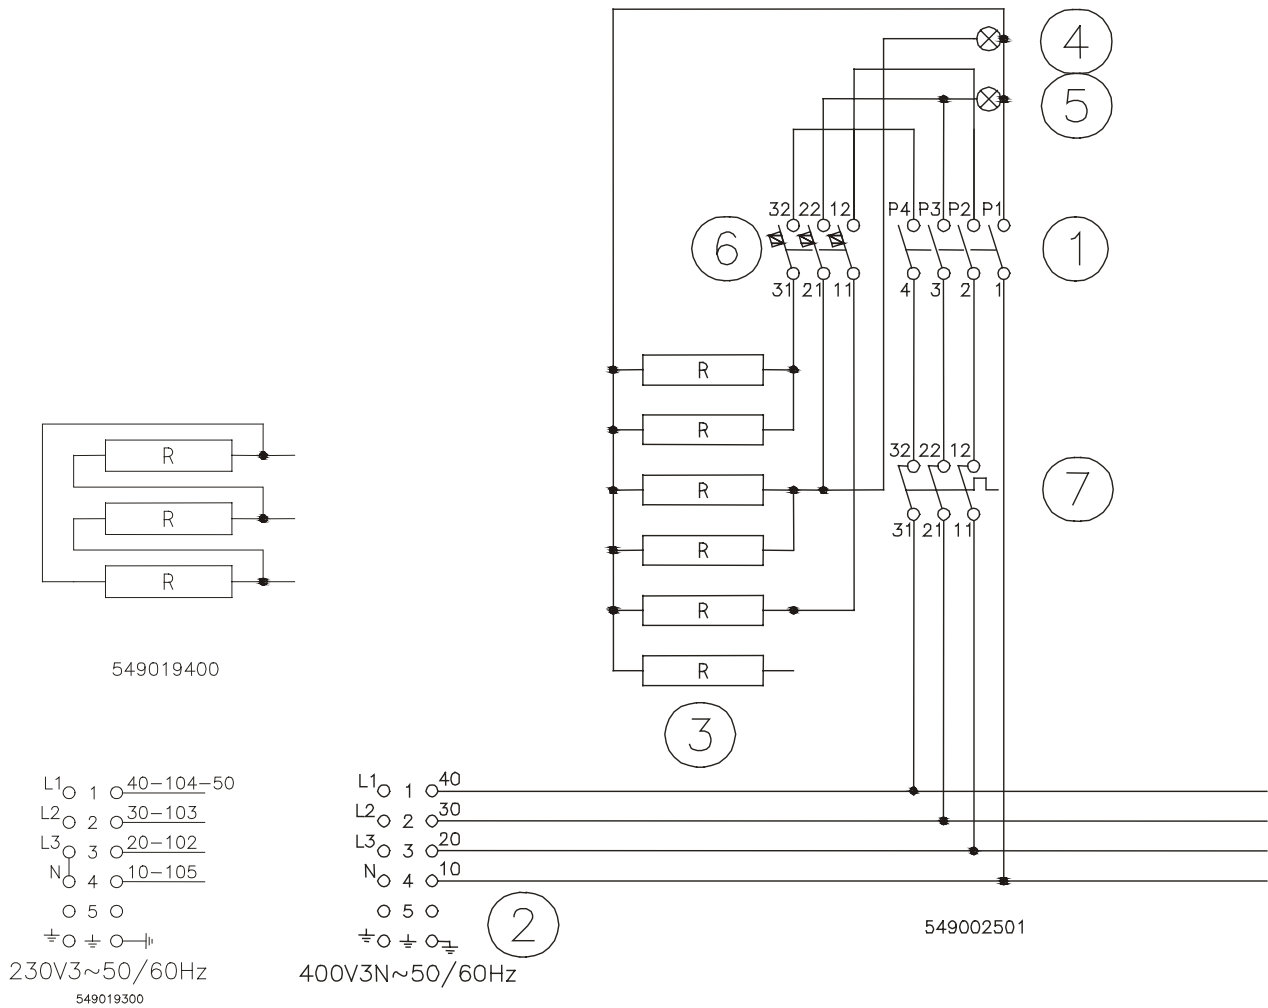 4
5
32 22 12 P4 P3 P2 P1
6
1
31 21 11 4 3 2 1
R
R
R
R
R
R
3
32 22 12
7
31 21 11
R
R
R
549019400
L1 1 40-104-50
L2 2 30-103
L3 3 20-102
N 4 10-105
5
230V3~50/60Hz
549019300
L1 1 40
L2 2 30
L3 3 20
N 4 10
5
2
400V3N~50/60Hz
549002501